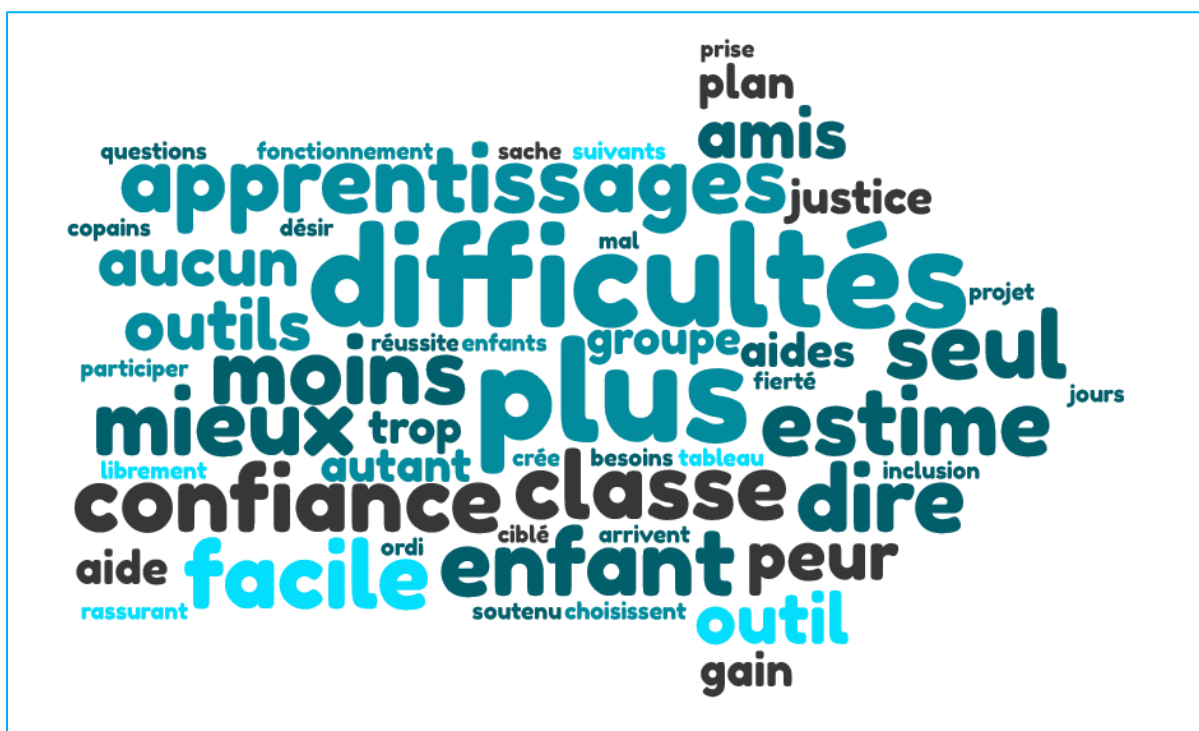 prise
plan
amis
questions fonctionnement sache suivants
apprentissages justice
copains désir mal
aucun difficultés projet
outils réussite enfants groupe aides seul
participer moins plus fierté jours
mieux trop estime
librement autant crée besoins tableau inclusion
confiance classe dire
ciblé arrivent
aide facile ordi enfant peur
rassurant soutenu choisissent outil
gain